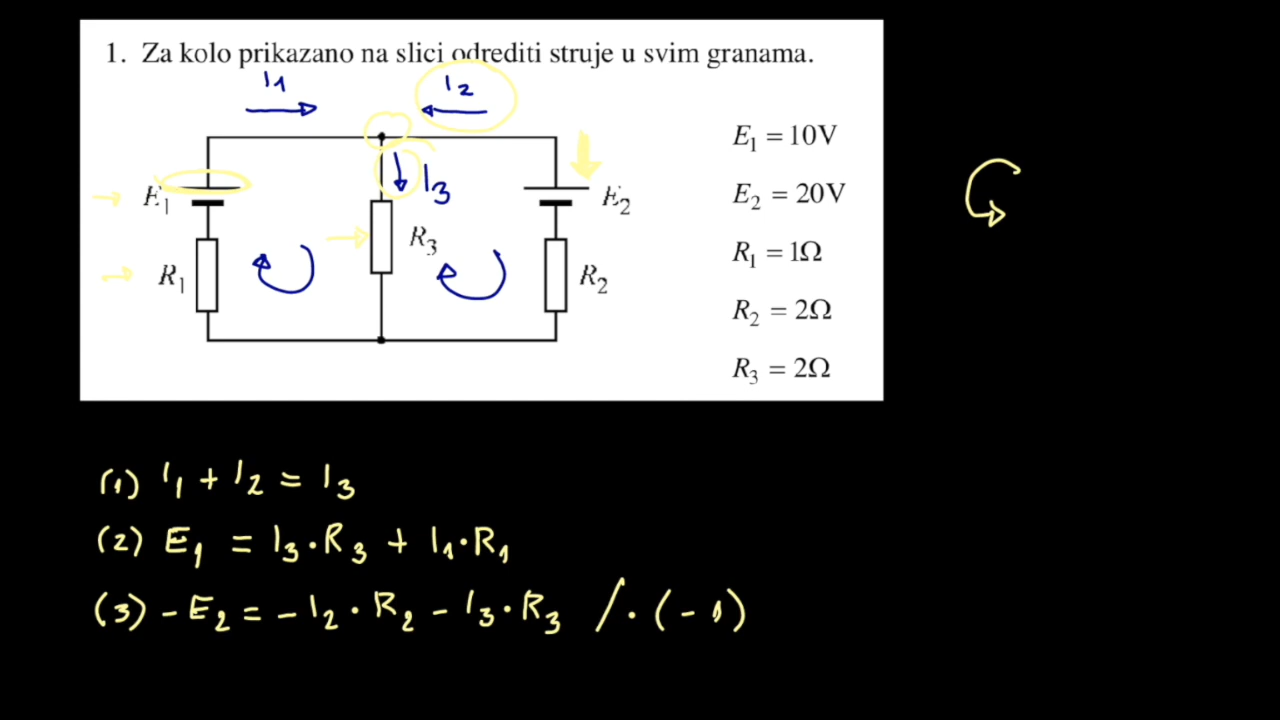 1. Za kolo prikazano na slici odrediti struje u svim granama.
I1
I2
I3
E1
R1
R3
E2
R2
E1 = 10V
E2 = 20V
R1 = 1Ω
R2 = 2Ω
R3 = 2Ω
(1) I1 + I2 = I3
(2) E1 = I3 · R3 + I1 · R1
(3) - E2 = - I2 · R2 - I3 · R3 / · (-1)